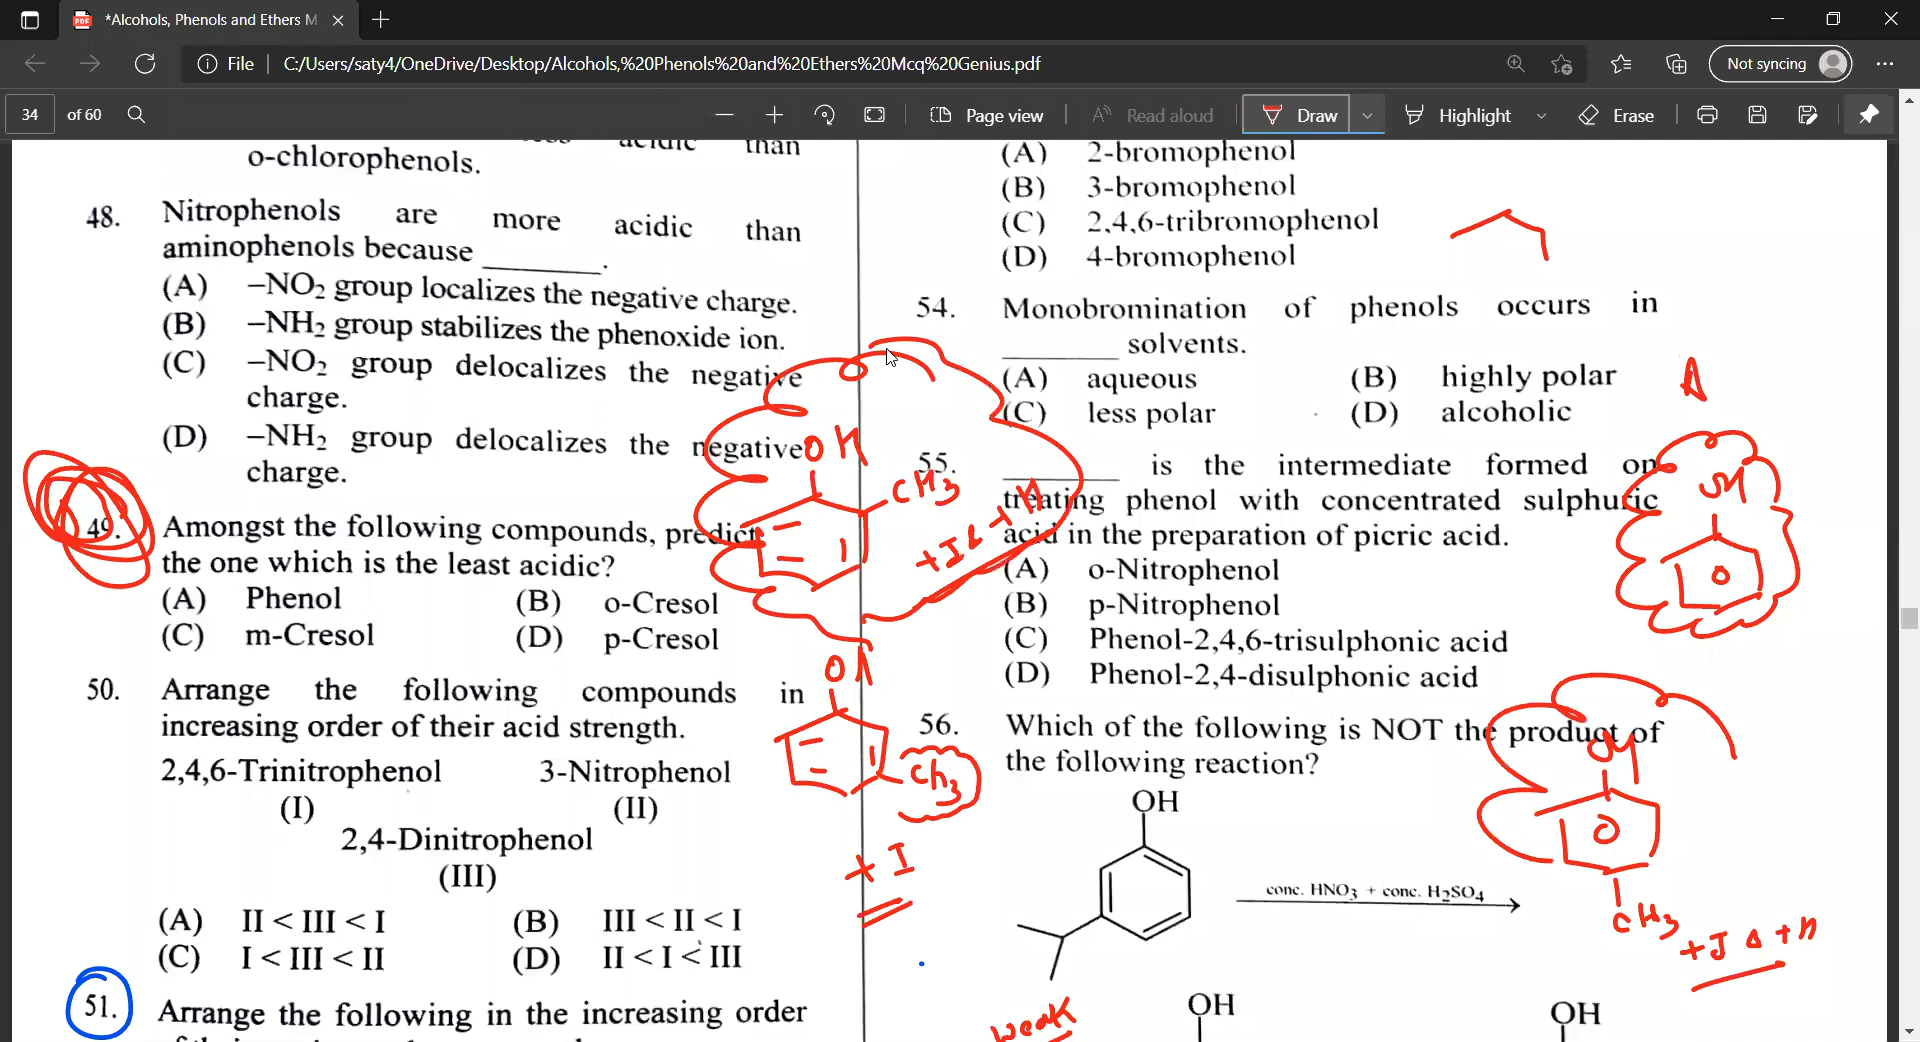 *Alcohols, Phenols and Ethers M
File
C:/Users/saty4/OneDrive/Desktop/Alcohols,%20Phenols%20and%20Ethers%20Mcq%20Genius.pdf
Not syncing
34 of 60
Page view
Read aloud
Draw
Highlight
Erase
acidic than
o-chlorophenols.
48. Nitrophenols are more acidic than
aminophenols because ________.
(A) –NO₂ group localizes the negative charge.
(B) –NH₂ group stabilizes the phenoxide ion.
(C) –NO₂ group delocalizes the negative
charge.
(D) –NH₂ group delocalizes the negative
charge.
49. Amongst the following compounds, predict
the one which is the least acidic?
(A) Phenol (B) o-Cresol
(C) m-Cresol (D) p-Cresol
50. Arrange the following compounds in
increasing order of their acid strength.
2,4,6-Trinitrophenol 3-Nitrophenol
(I) (II)
2,4-Dinitrophenol
(III)
(A) II < III < I (B) III < II < I
(C) I < III < II (D) II < I < III
51. Arrange the following in the increasing order
OH
CH3
+I & + H
OH
CH3
+ I
(A) 2-bromophenol
(B) 3-bromophenol
(C) 2,4,6-tribromophenol
(D) 4-bromophenol
54. Monobromination of phenols occurs in
________ solvents.
(A) aqueous (B) highly polar
(C) less polar (D) alcoholic
55. ________ is the intermediate formed on
treating phenol with concentrated sulphuric
acid in the preparation of picric acid.
(A) o-Nitrophenol
(B) p-Nitrophenol
(C) Phenol-2,4,6-trisulphonic acid
(D) Phenol-2,4-disulphonic acid
56. Which of the following is NOT the product of
the following reaction?
OH
conc. HNO₃ + conc. H₂SO₄
weak
OH
OH
OH
OH
CH3
+I & + H